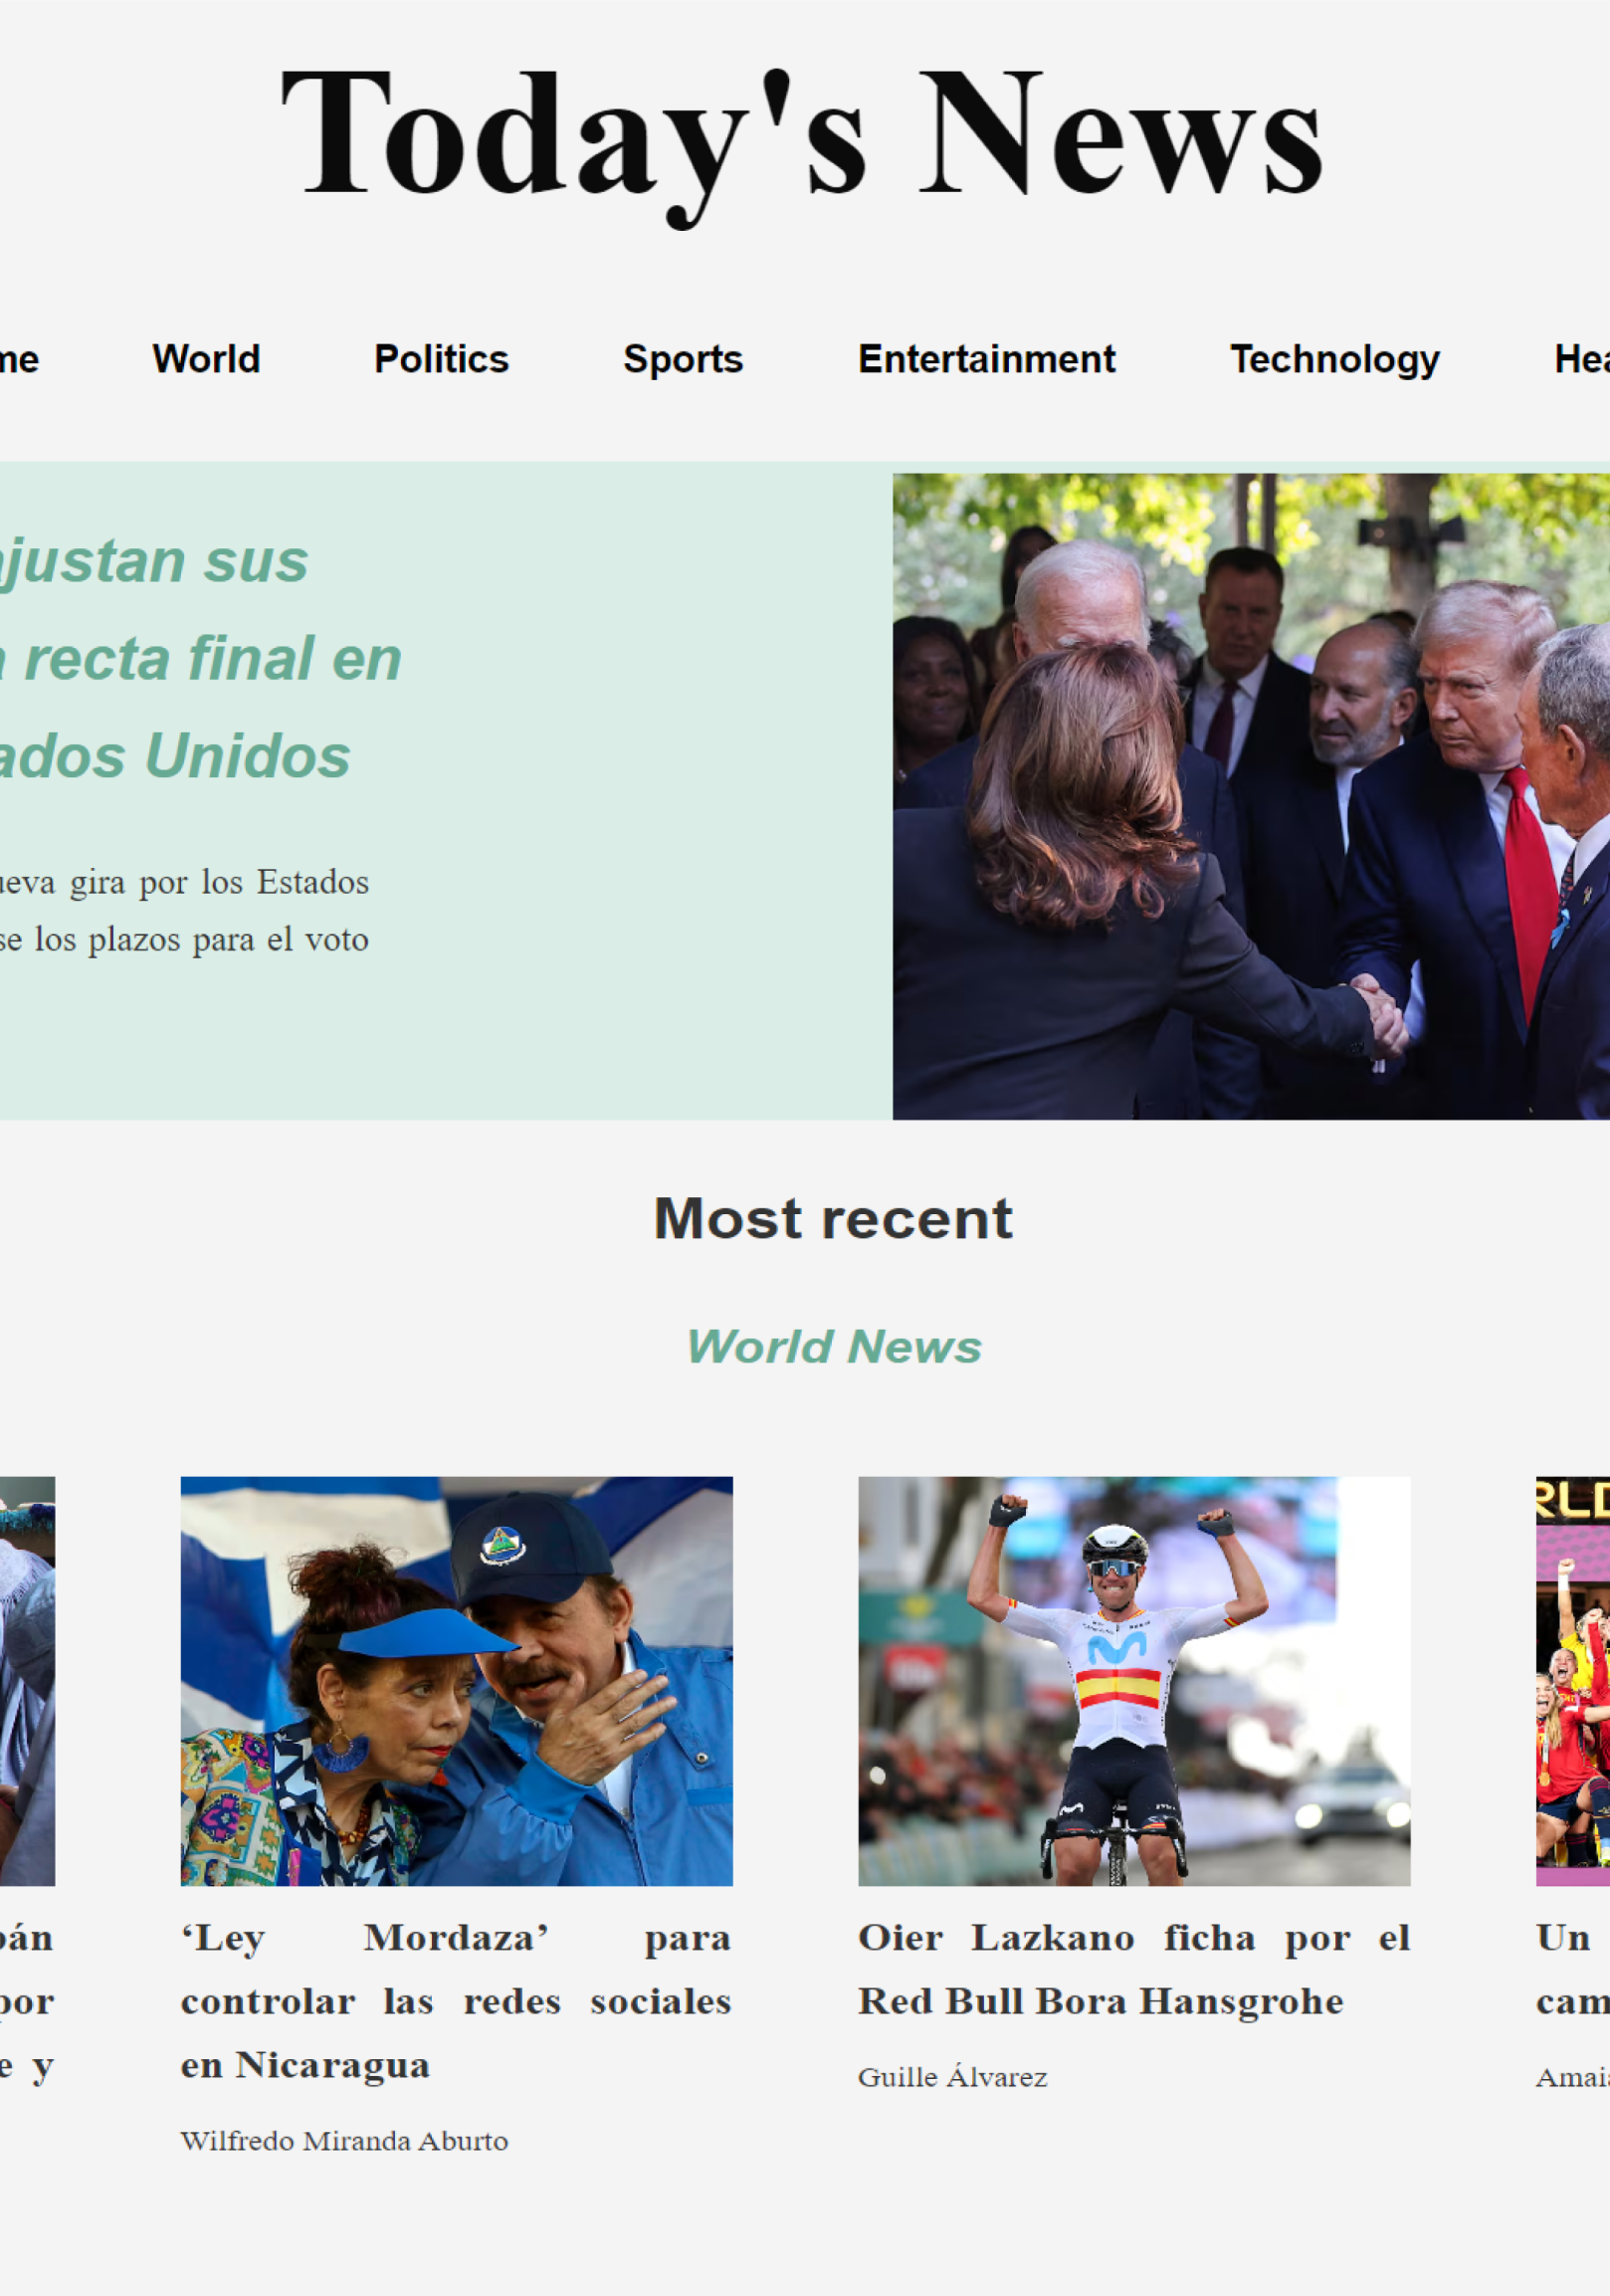 Today's News
me World Politics Sports Entertainment Technology Hea
ajustan sus
a recta final en
ados Unidos
ueva gira por los Estados
se los plazos para el voto
Most recent
World News
RLD
pán
por
e y
‘Ley Mordaza’ para
controlar las redes sociales
en Nicaragua
Wilfredo Miranda Aburto
Oier Lazkano ficha por el
Red Bull Bora Hansgrohe
Guille Álvarez
Un
cam
Amaia